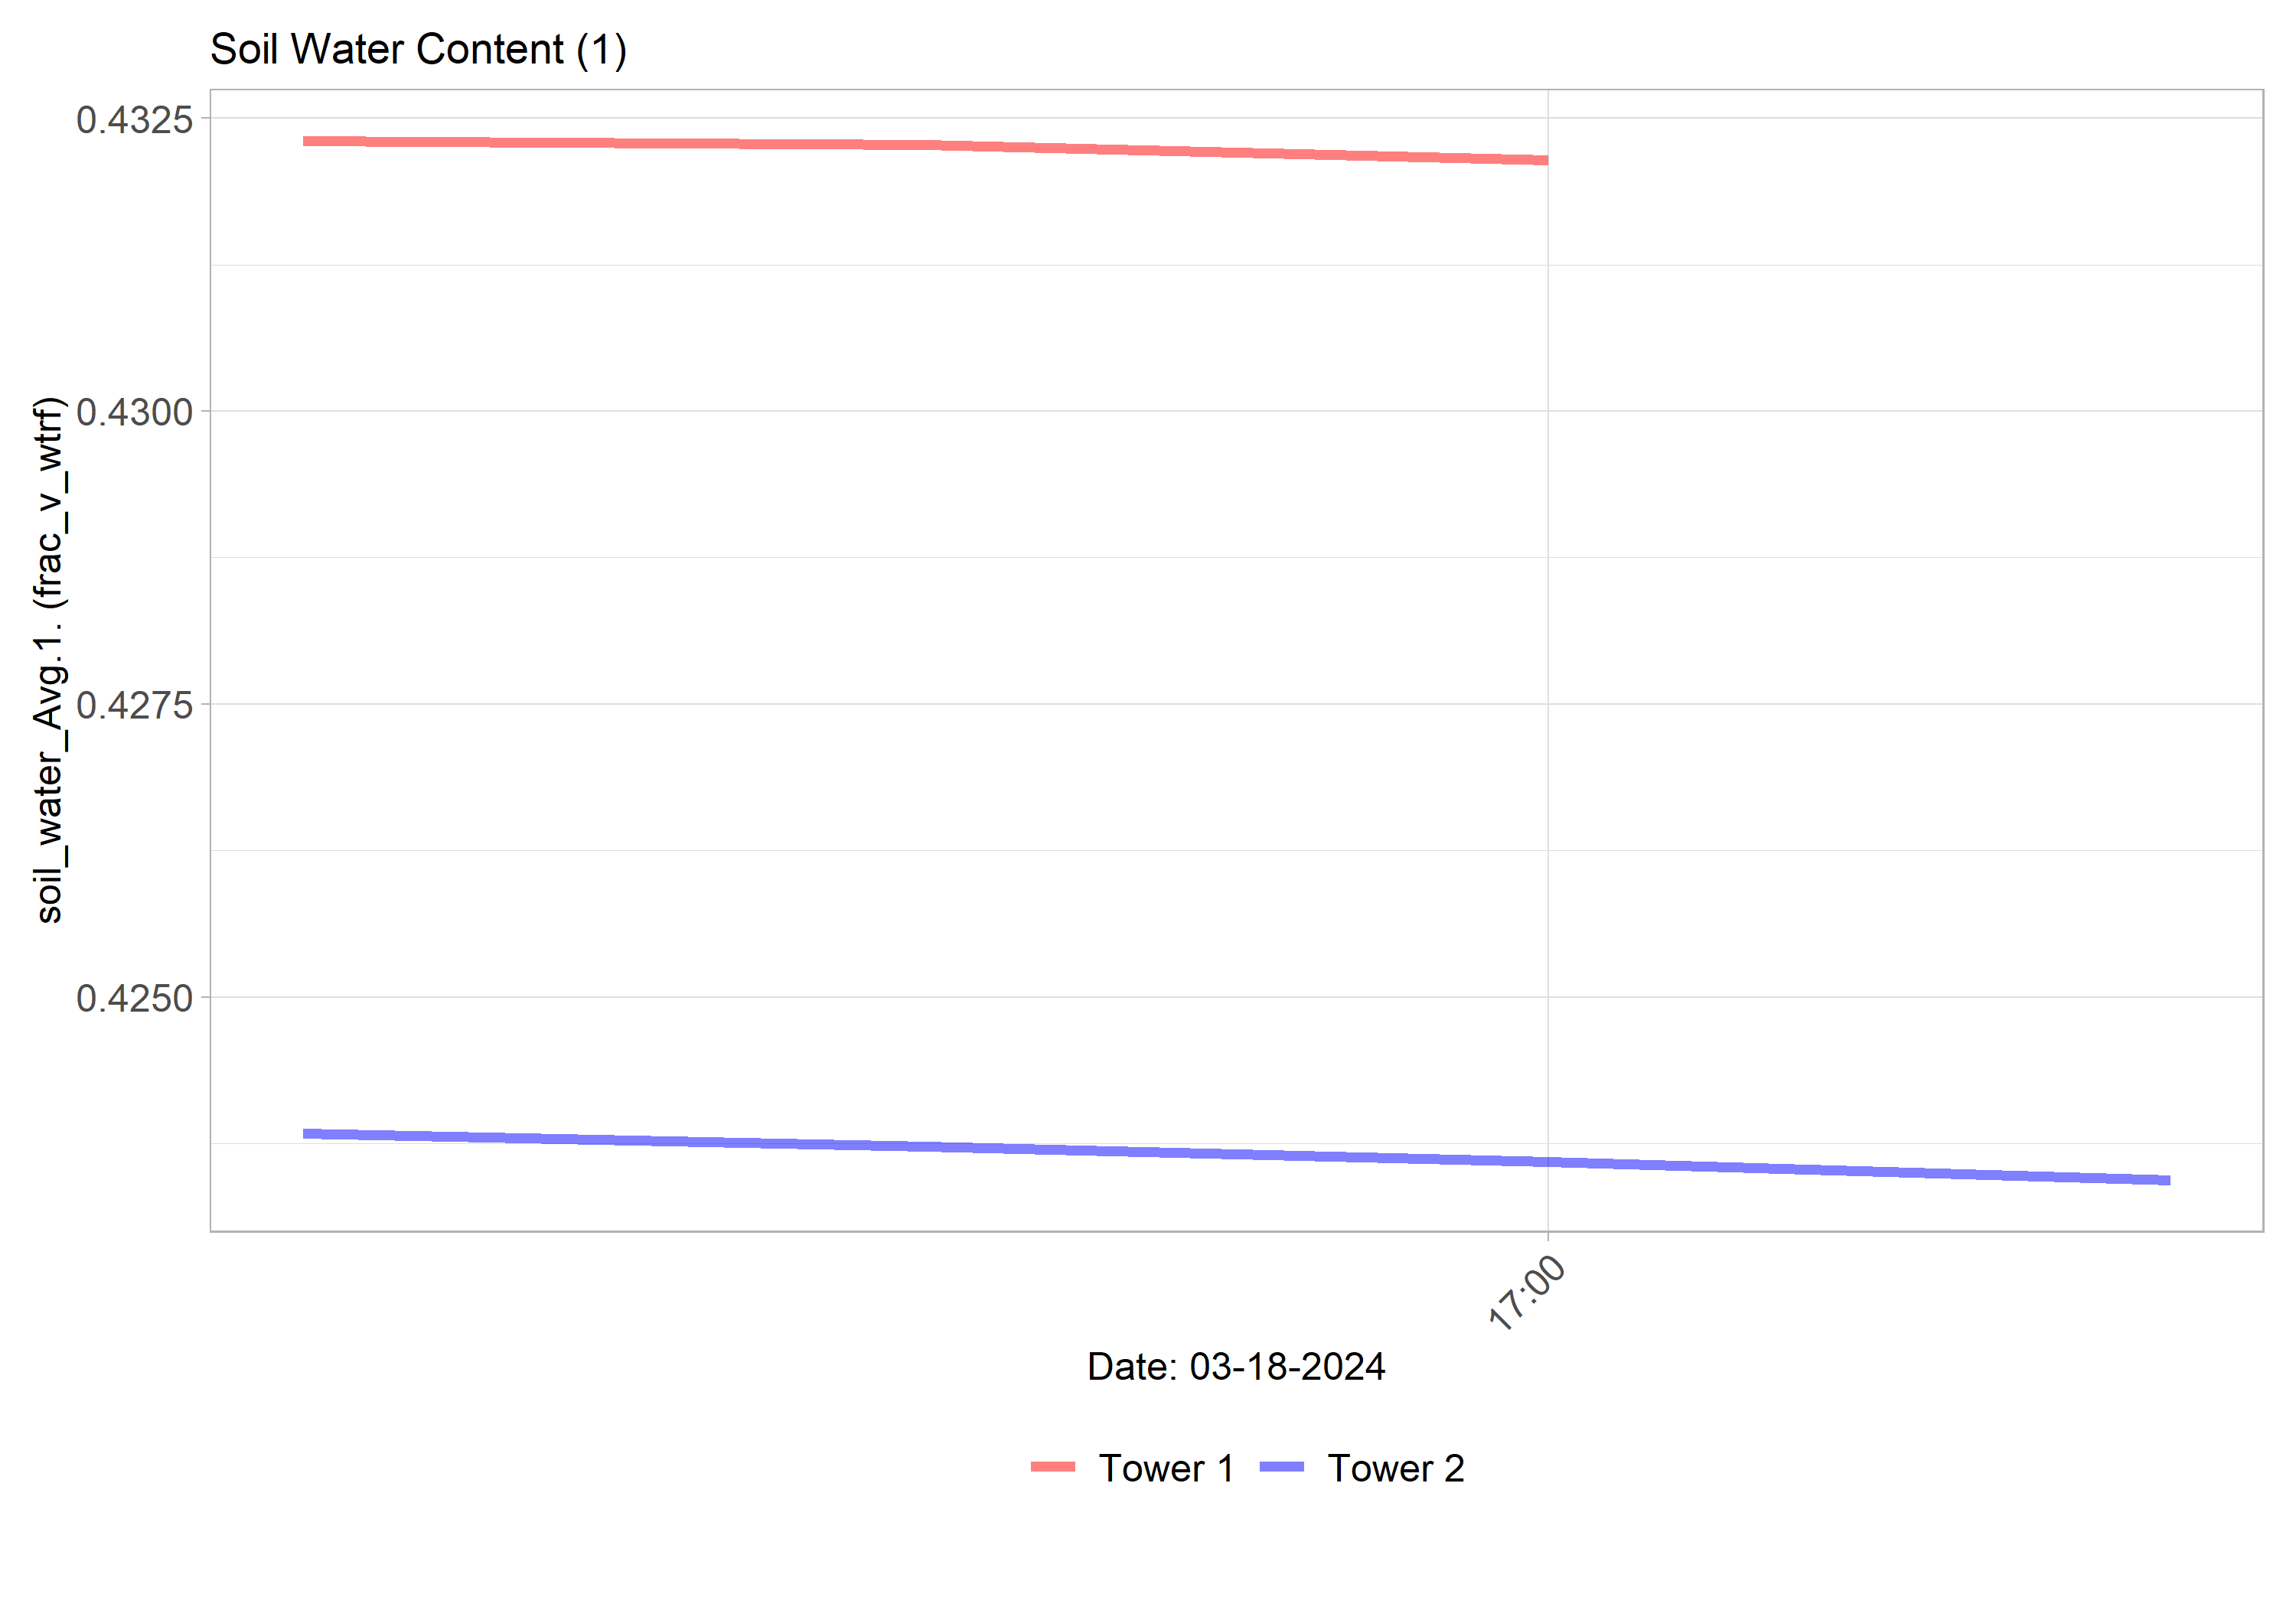 Soil Water Content (1)
soil_water_Avg.1. (frac_v_wtrf)
0.4325
0.4300
0.4275
0.4250
17:00
Date: 03-18-2024
Tower 1 Tower 2